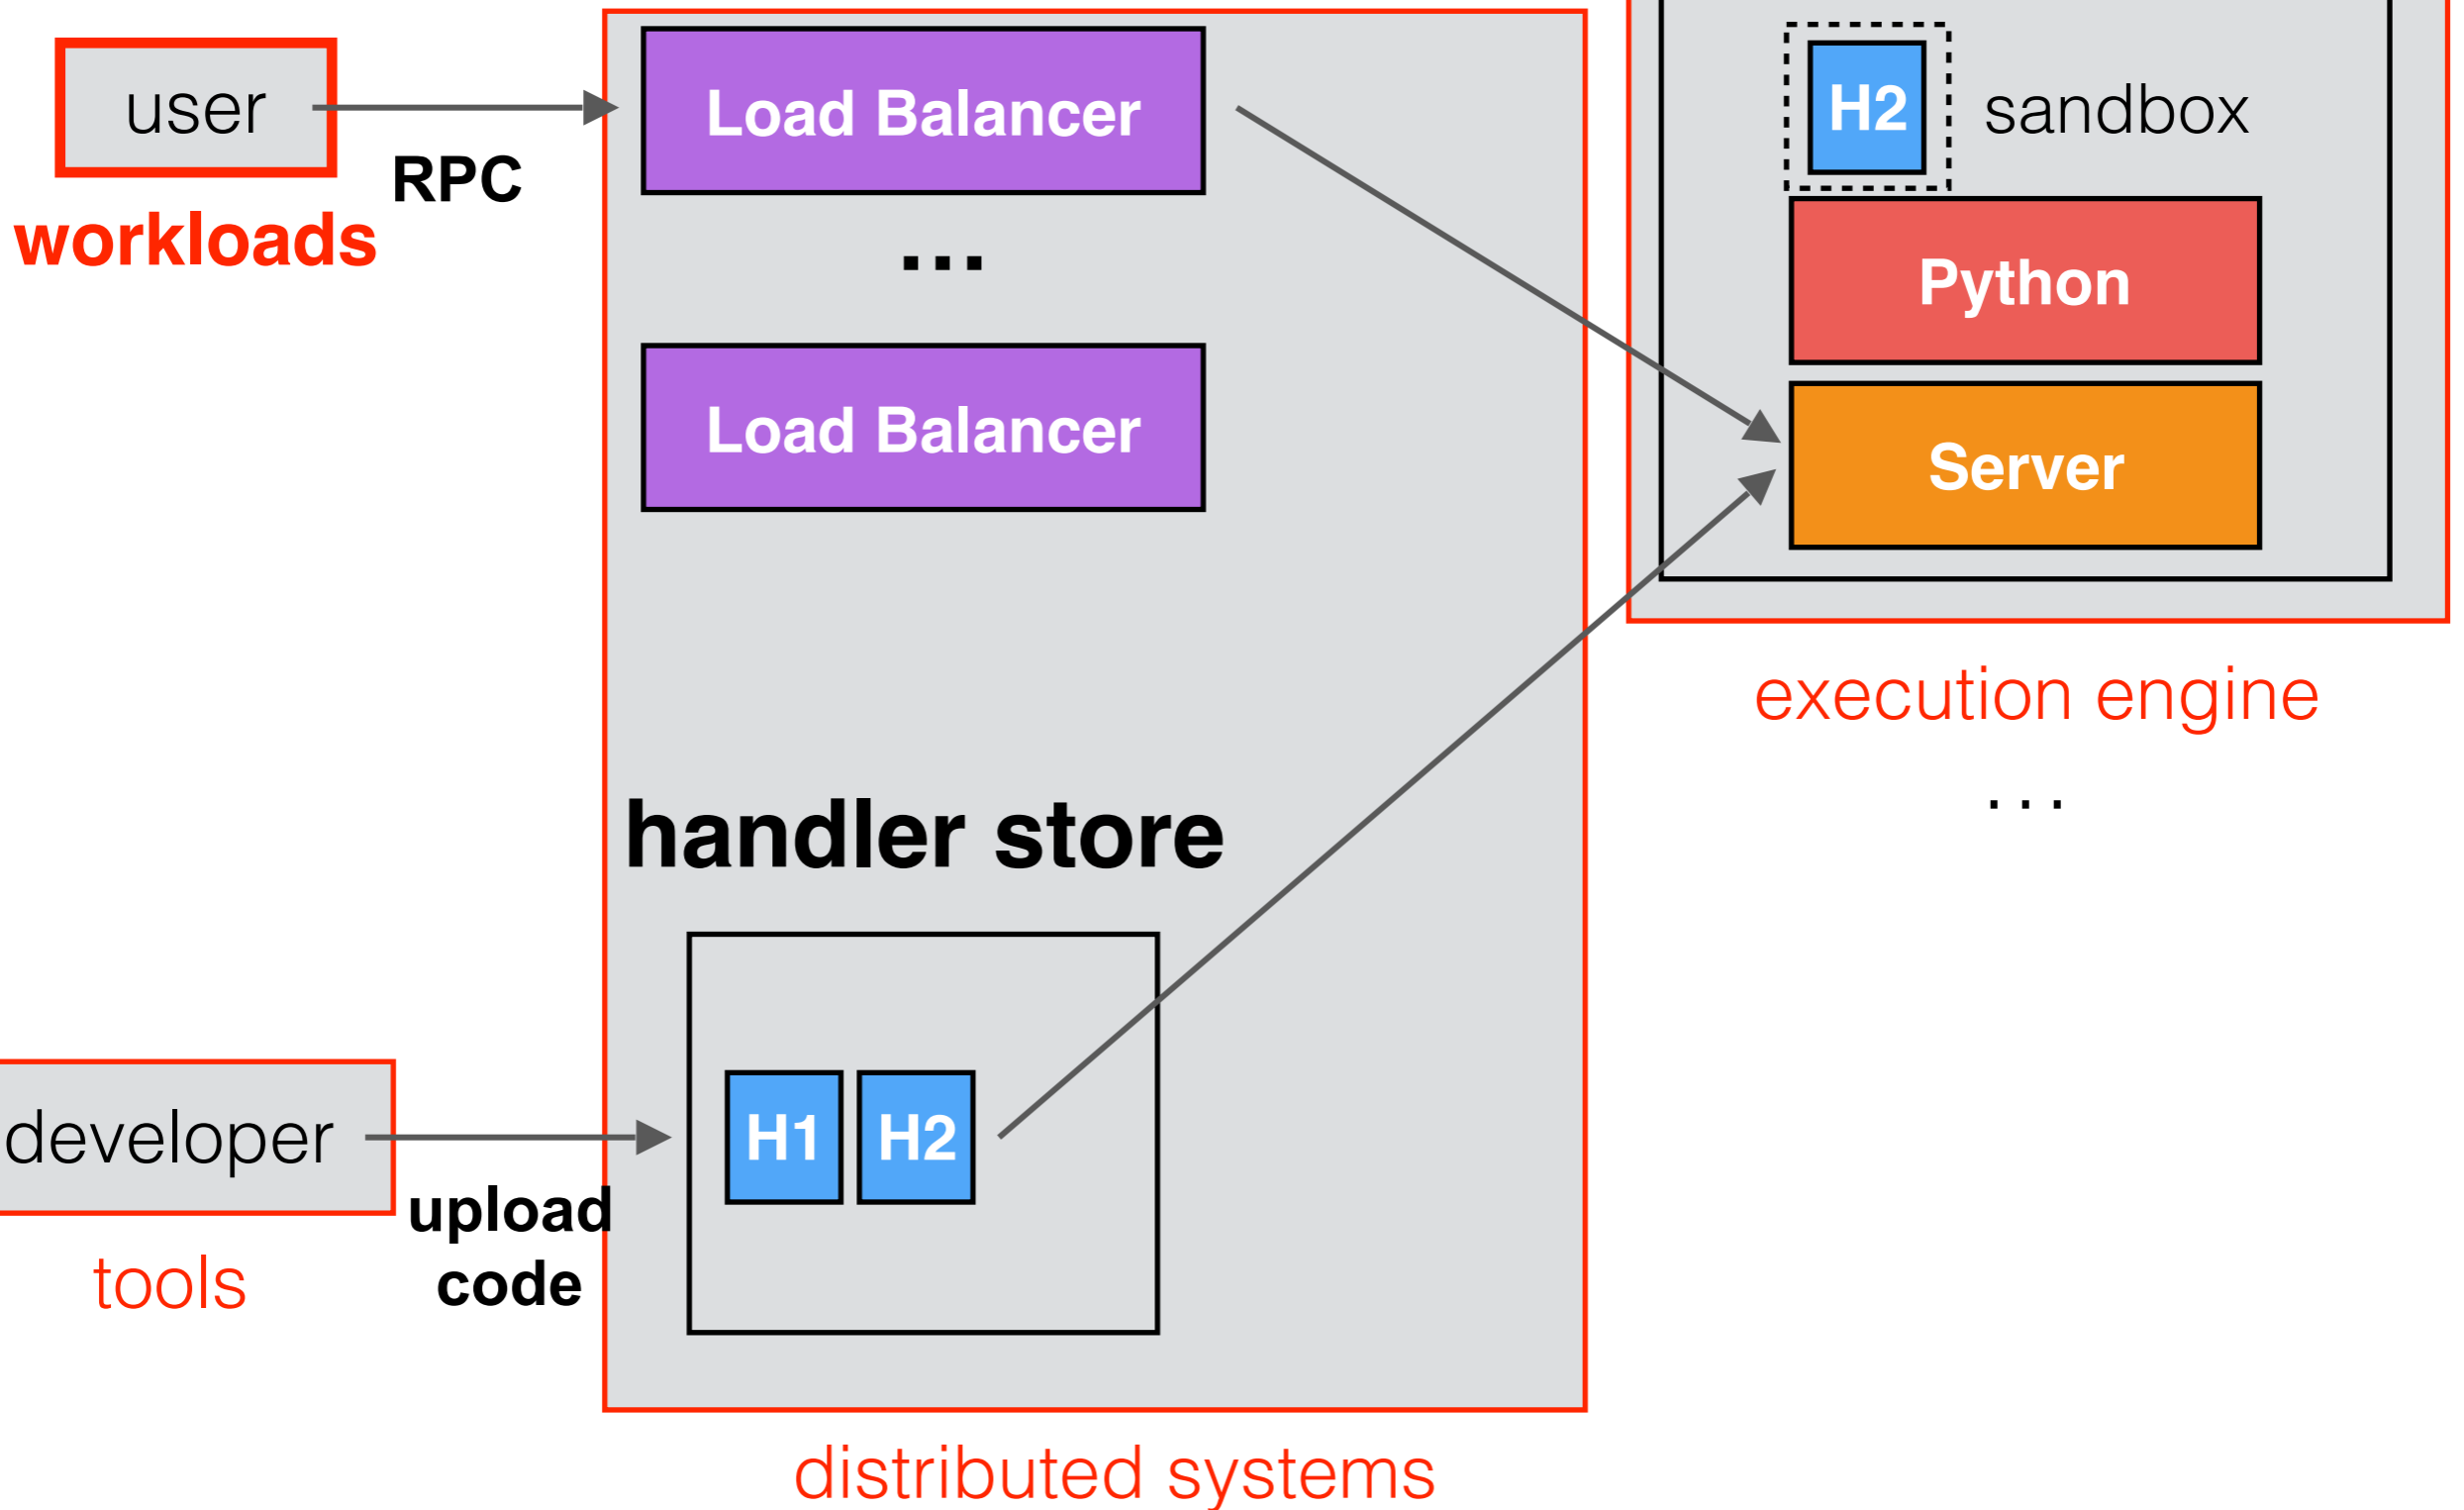 user
RPC
workloads
Load Balancer
...
Load Balancer
handler store
H1
H2
developer
upload
code
tools
distributed systems
H2
sandbox
Python
Server
execution engine
...